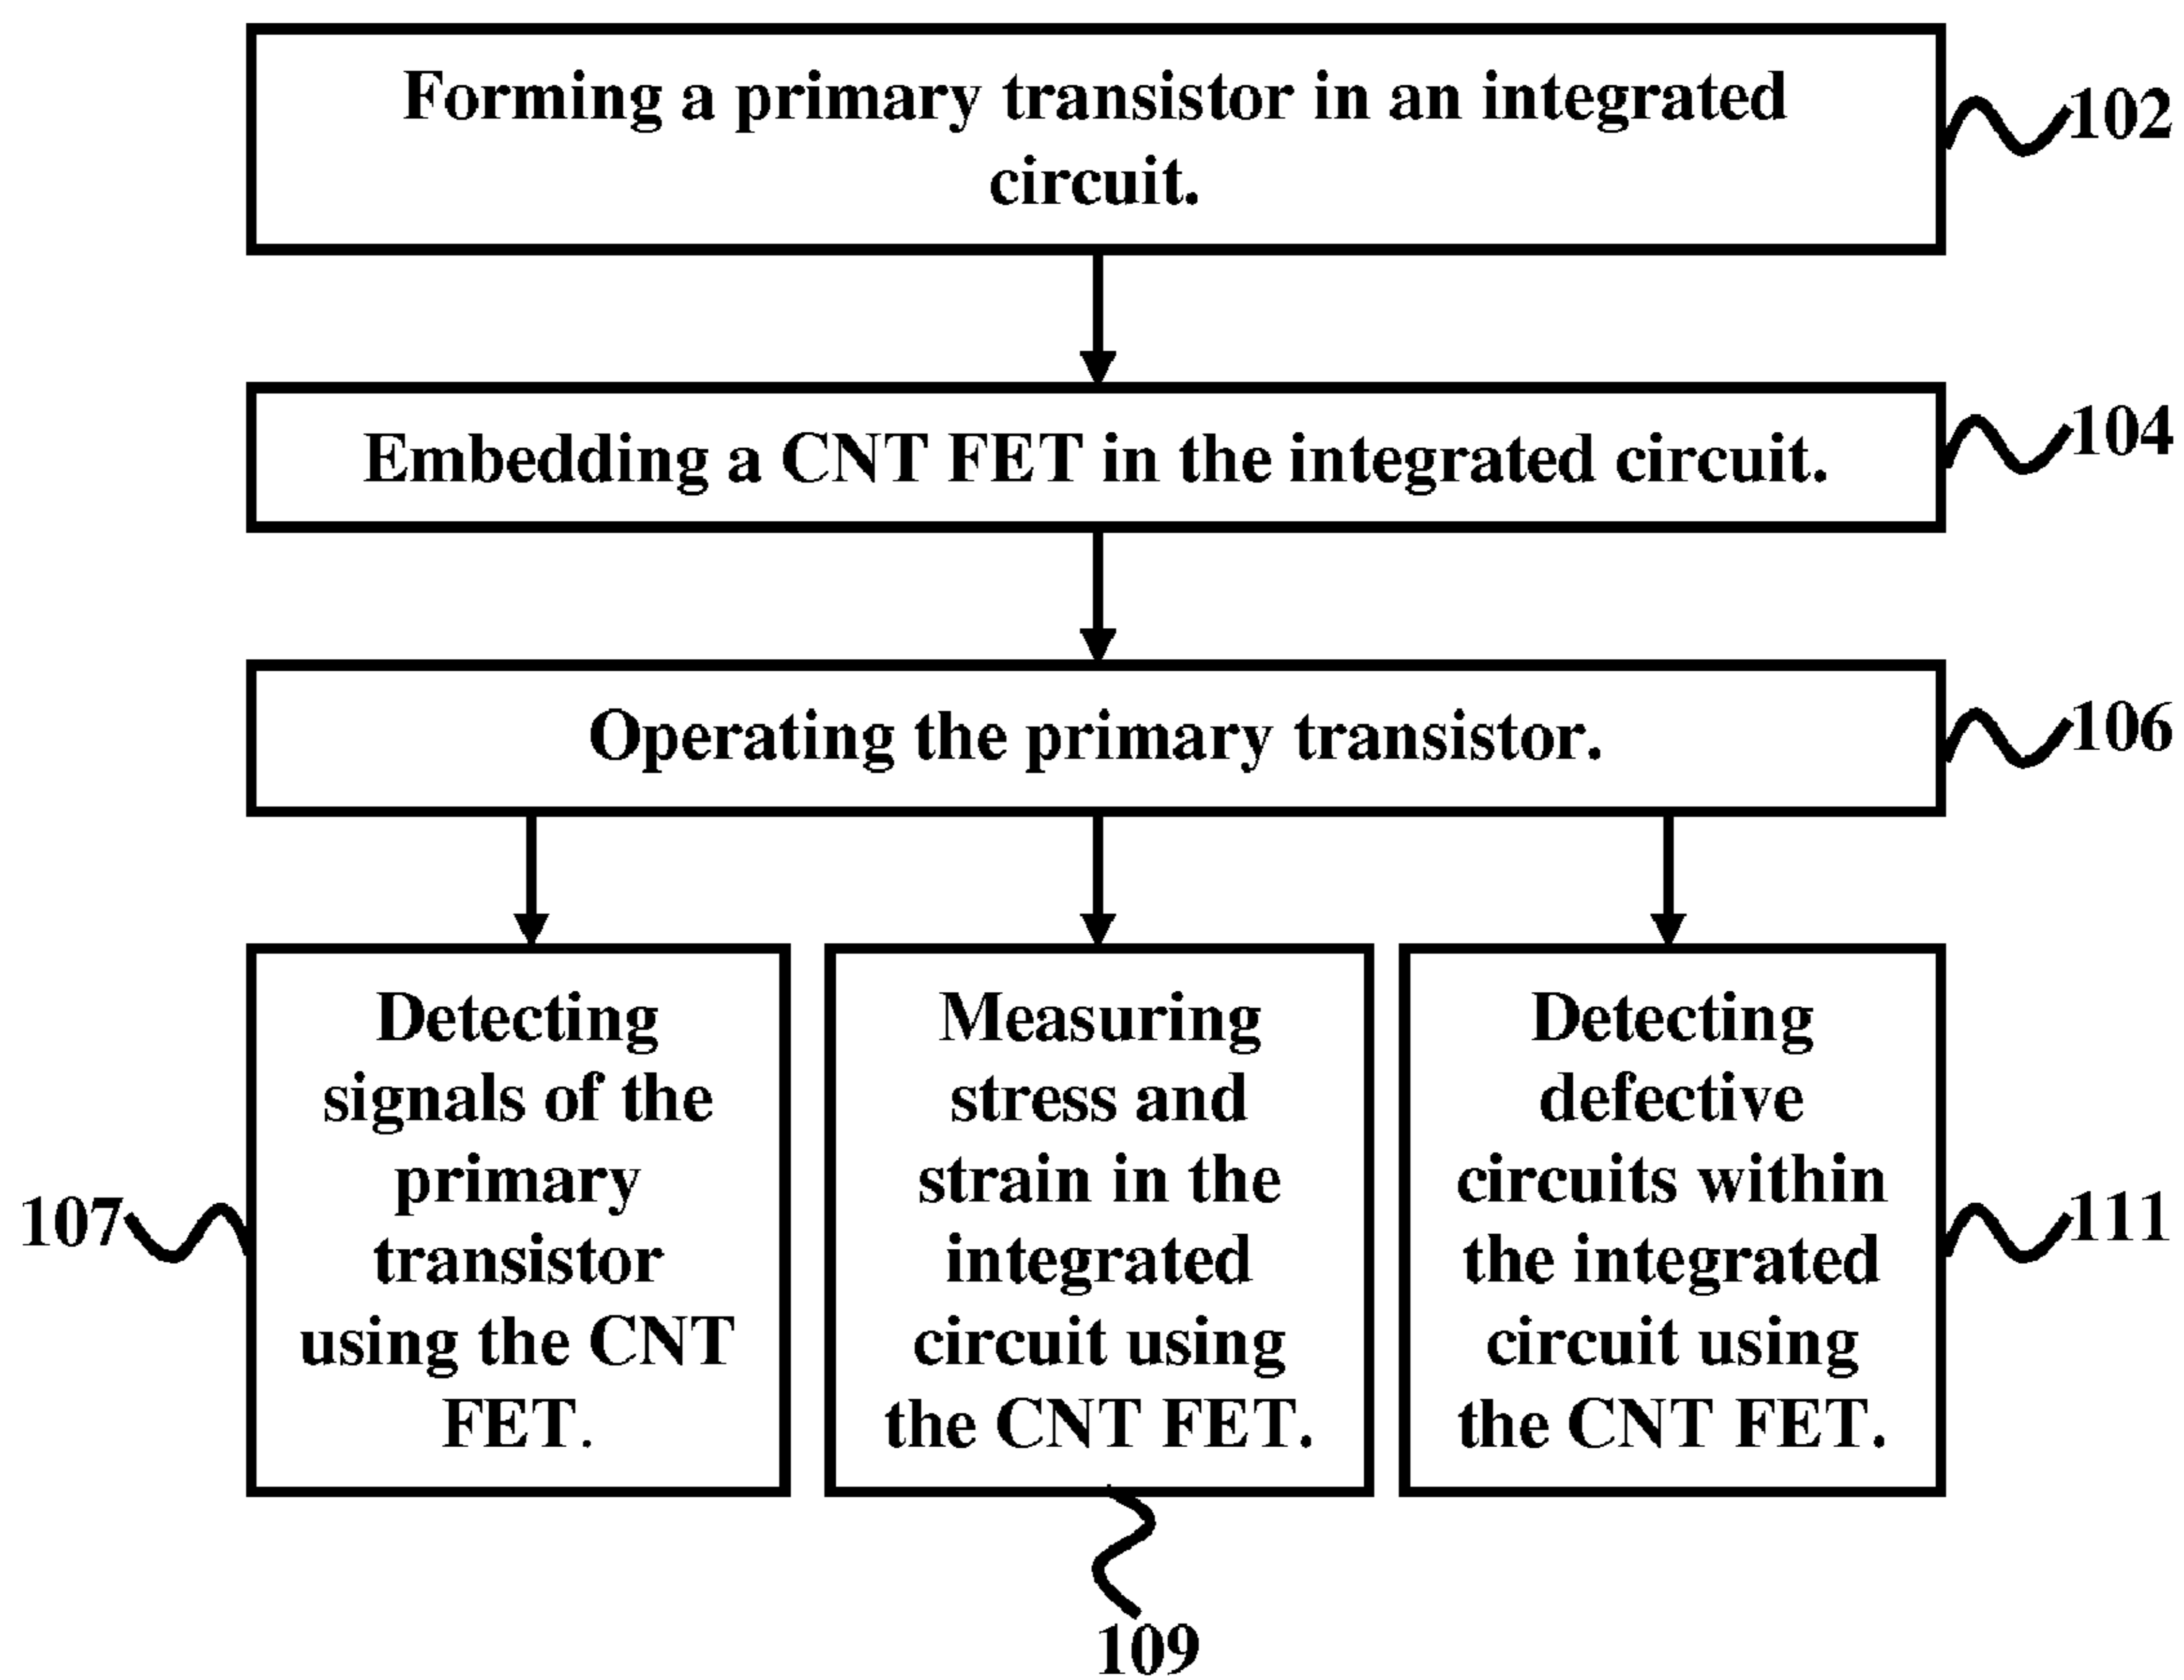 Forming a primary transistor in an integrated
circuit.
102
Embedding a CNT FET in the integrated circuit.
104
Operating the primary transistor.
106
Detecting
signals of the
primary
transistor
using the CNT
FET.
107
Measuring
stress and
strain in the
integrated
circuit using
the CNT FET.
109
Detecting
defective
circuits within
the integrated
circuit using
the CNT FET.
111